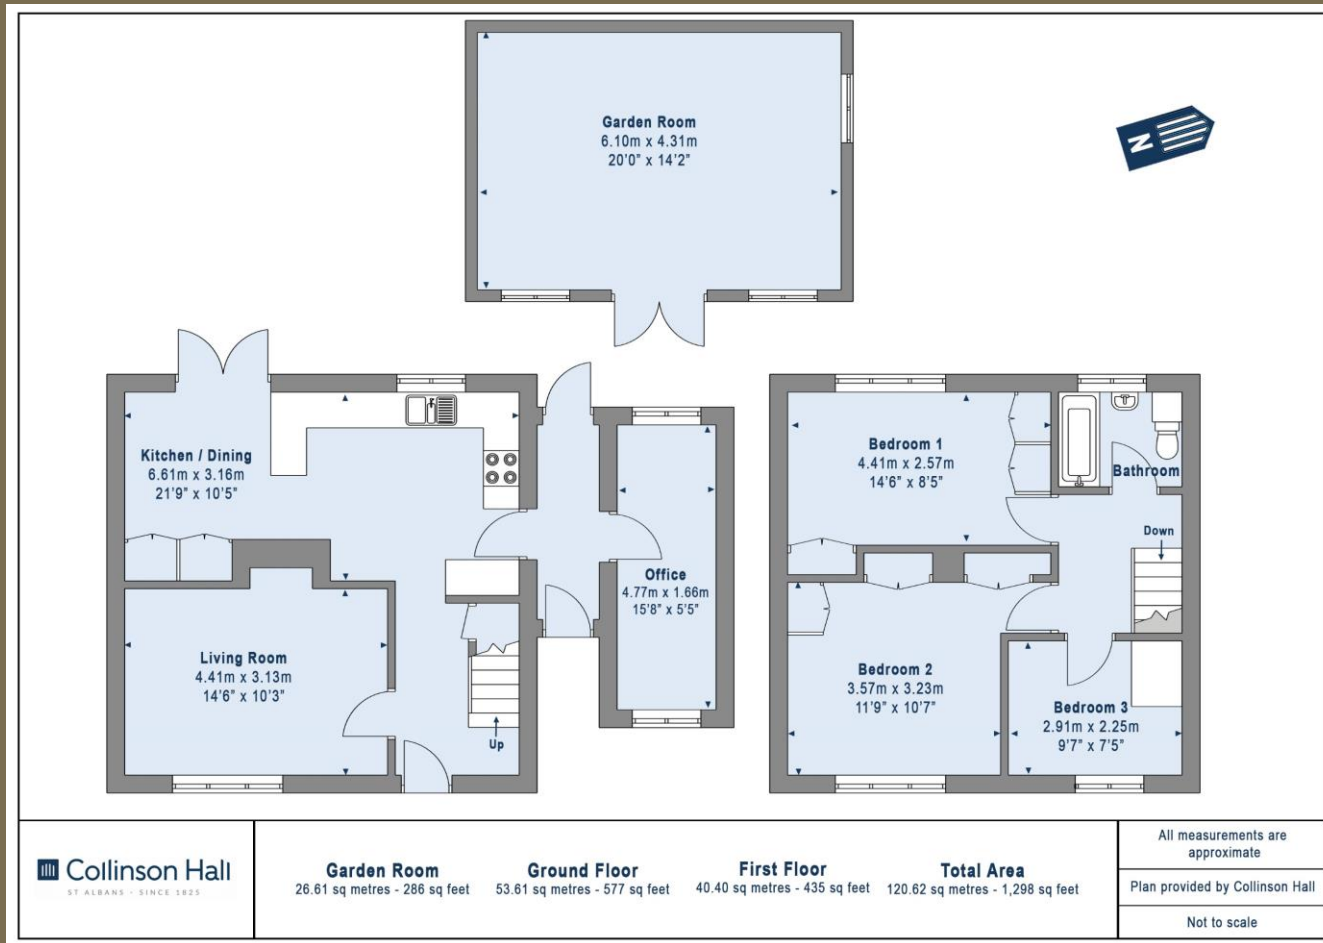 Garden Room
6.10m x 4.31m
20'0" x 14'2"
N
Kitchen / Dining
6.61m x 3.16m
21'9" x 10'5"
Bedroom 1
4.41m x 2.57m
14'6" x 8'5"
Bathroom
Down
Office
4.77m x 1.66m
15'8" x 5'5"
Living Room
4.41m x 3.13m
14'6" x 10'3"
Up
Bedroom 2
3.57m x 3.23m
11'9" x 10'7"
Bedroom 3
2.91m x 2.25m
9'7" x 7'5"
Collinson Hall
ST ALBANS - SINCE 1825
Garden Room
26.61 sq metres - 286 sq feet
Ground Floor
53.61 sq metres - 577 sq feet
First Floor
40.40 sq metres - 435 sq feet
Total Area
120.62 sq metres - 1,298 sq feet
All measurements are
approximate
Plan provided by Collinson Hall
Not to scale